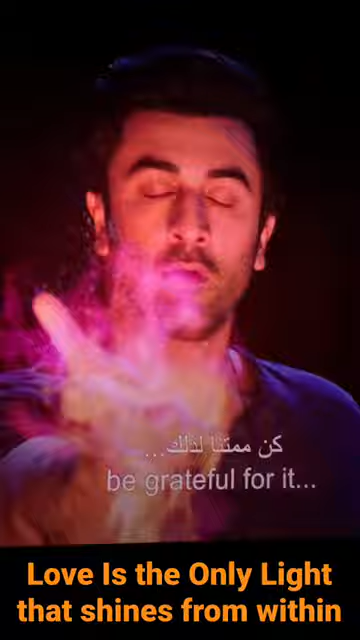 كن ممتنا لذلك...
be grateful for it...
Love Is the Only Light
that shines from within